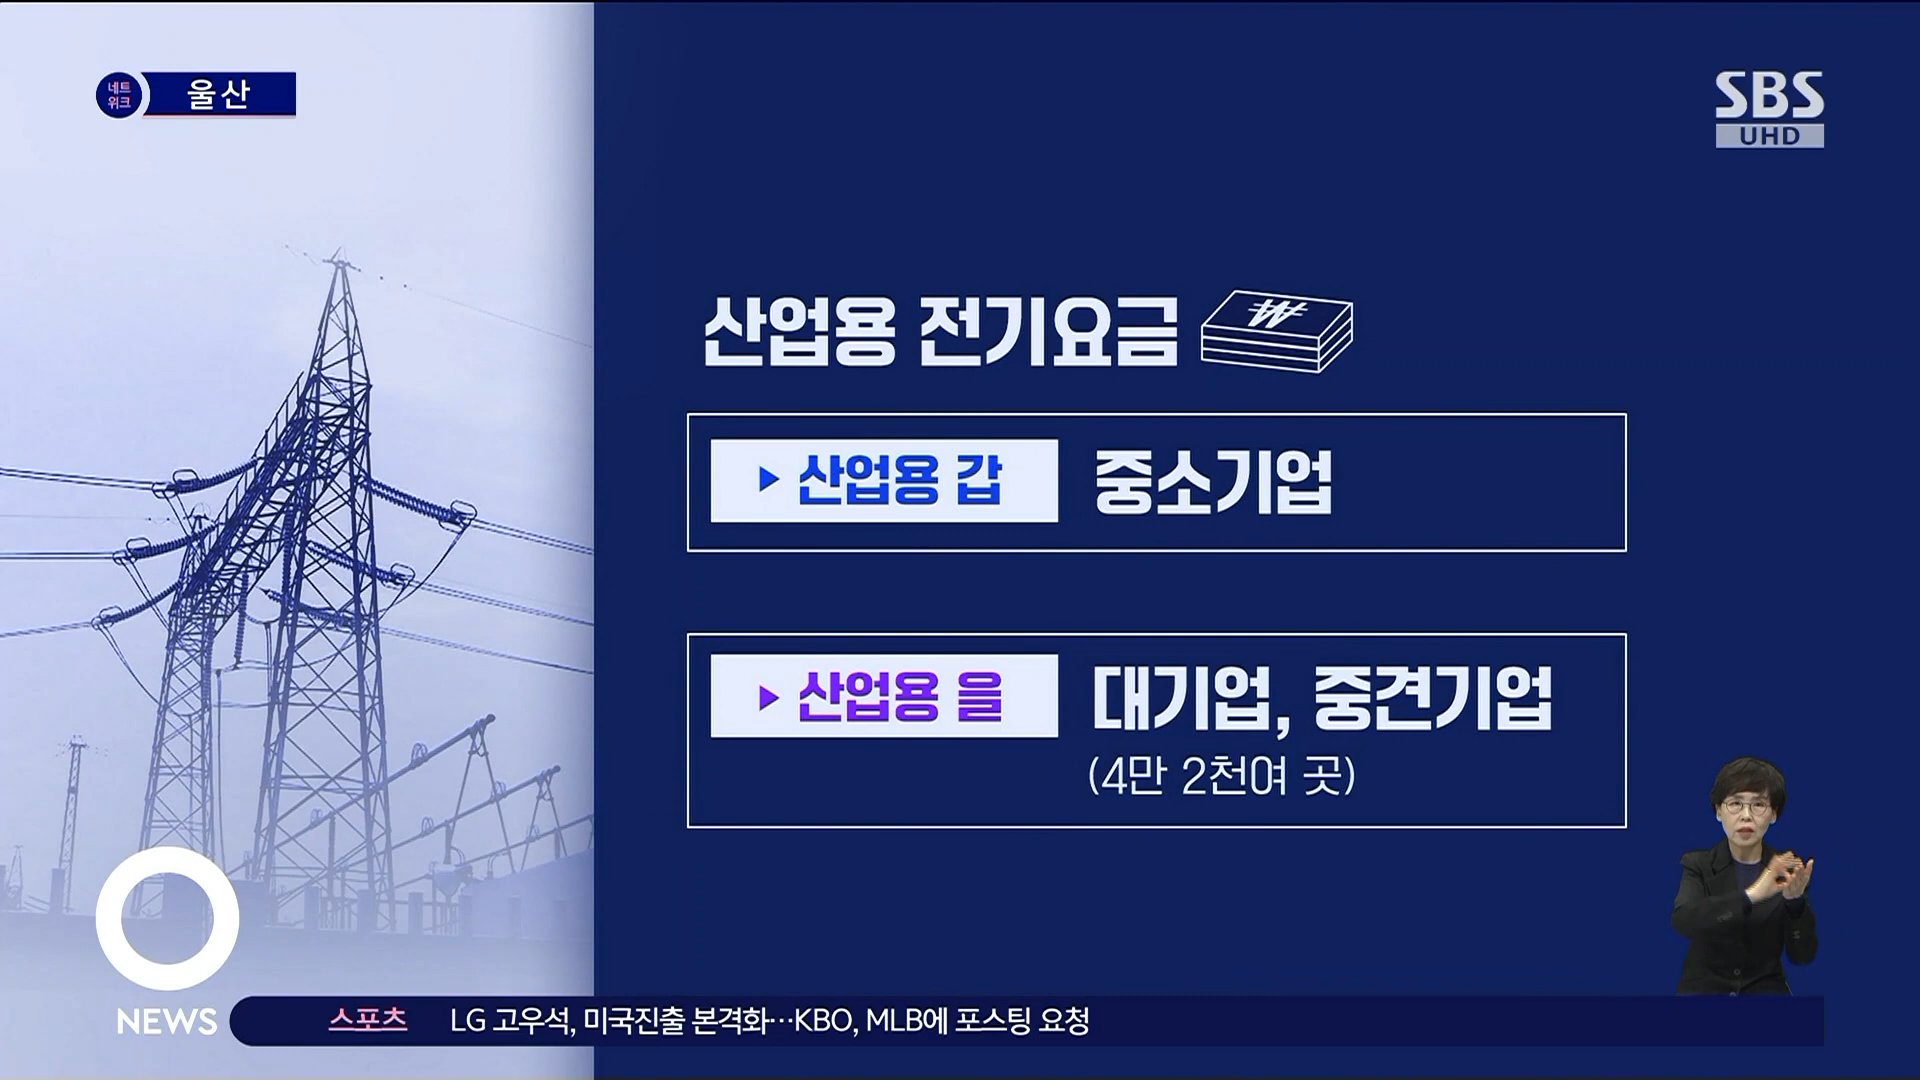 네트
위크
울산
SBS
UHD
산업용 전기요금
₩
▶ 산업용 갑 중소기업
▶ 산업용 을 대기업, 중견기업
(4만 2천여 곳)
NEWS
스포츠 LG 고우석, 미국진출 본격화…KBO, MLB에 포스팅 요청